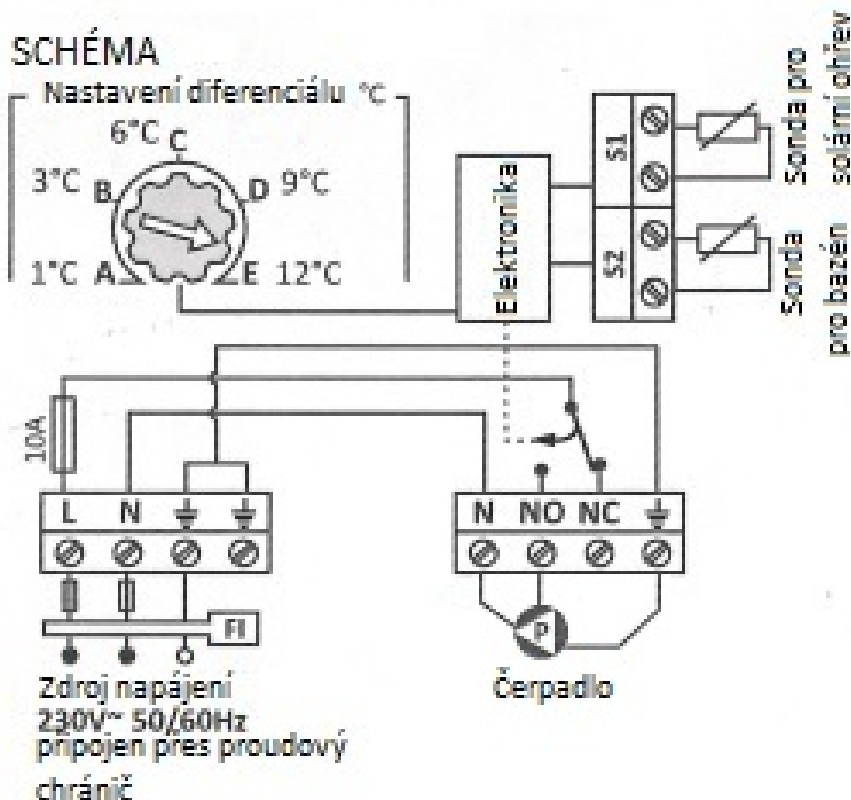 SCHÉMA
Nastavení diferenciálu °C
6°C C
3°C B
D 9°C
1°C A
E 12°C
Elektronika
S1
S2
Sonda pro
solární ohřev
Sonda
pro bazén
10A
L N
N NO NC
FI
P
Zdroj napájení
230V~ 50/60Hz
připojen přes proudový
chránič
Čerpadlo